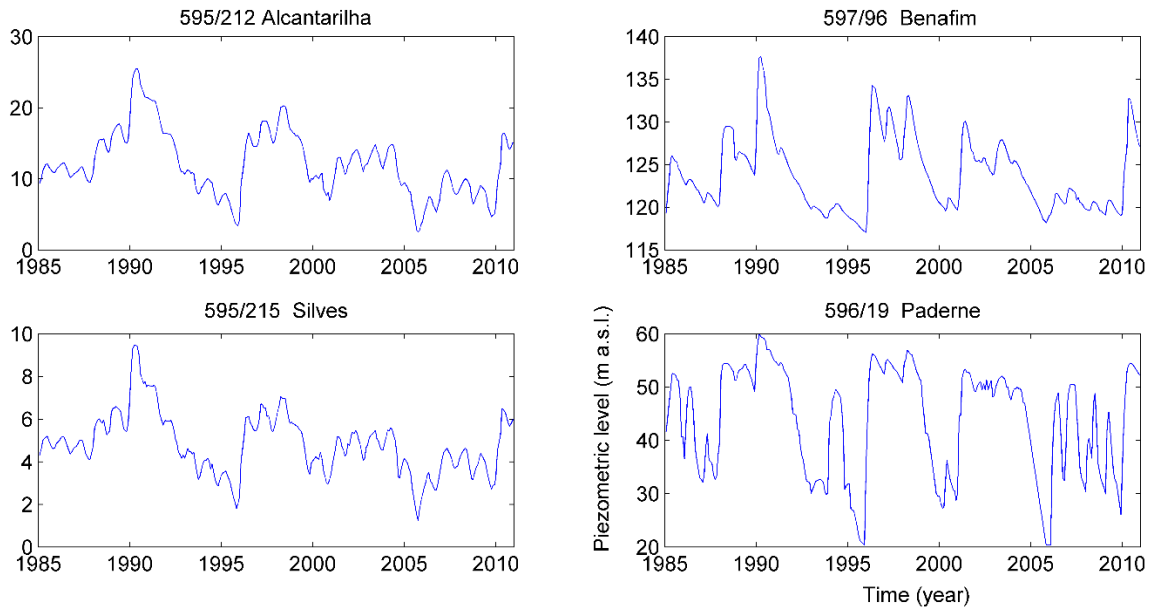 595/212 Alcantarilha
30
20
10
0
1985 1990 1995 2000 2005 2010
597/96 Benafim
140
135
130
125
120
115
1985 1990 1995 2000 2005 2010
595/215 Silves
10
8
6
4
2
0
1985 1990 1995 2000 2005 2010
596/19 Paderne
Piezometric level (m a.s.l.)
60
50
40
30
20
1985 1990 1995 2000 2005 2010
Time (year)